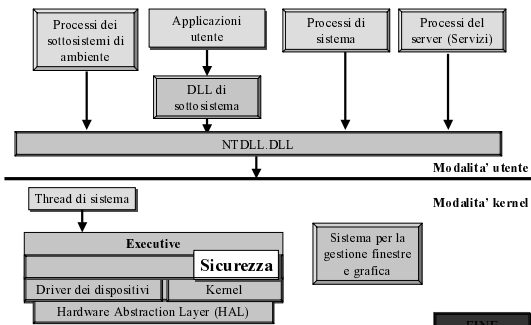 Processi dei
sottosistemi di
ambiente
Applicazioni
utente
Processi di
sistema
Processi del
server (Servizi)
DLL di
sottosistema
NTDLL.DLL
Modalita' utente
Modalita' kernel
Thread di sistema
Executive
Sicurezza
Driver dei dispositivi
Kernel
Hardware Abstraction Layer (HAL)
Sistema per la
gestione finestre
e grafica